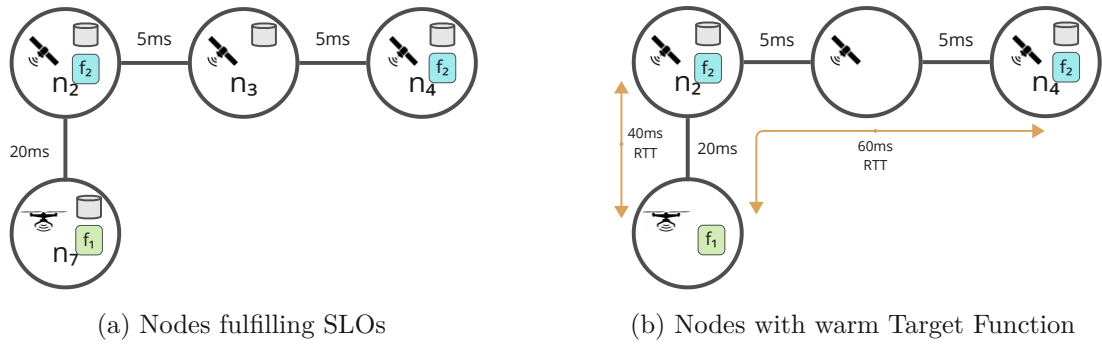 5ms
5ms
f₂
n₂
n₃
f₂
n₄
20ms
f₁
n₇
(a) Nodes fulfilling SLOs
5ms
5ms
f₂
n₂
f₂
n₄
40ms
RTT
20ms
60ms
RTT
f₁
(b) Nodes with warm Target Function